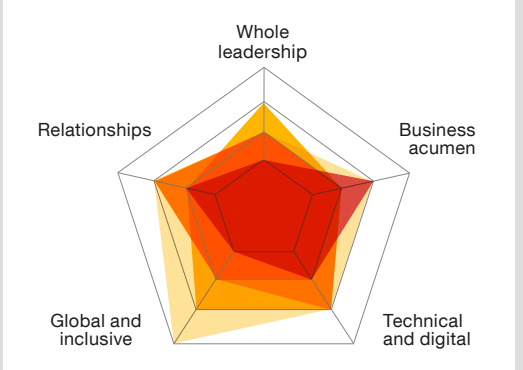 Whole
leadership
Relationships
Business
acumen
Global and
inclusive
Technical
and digital